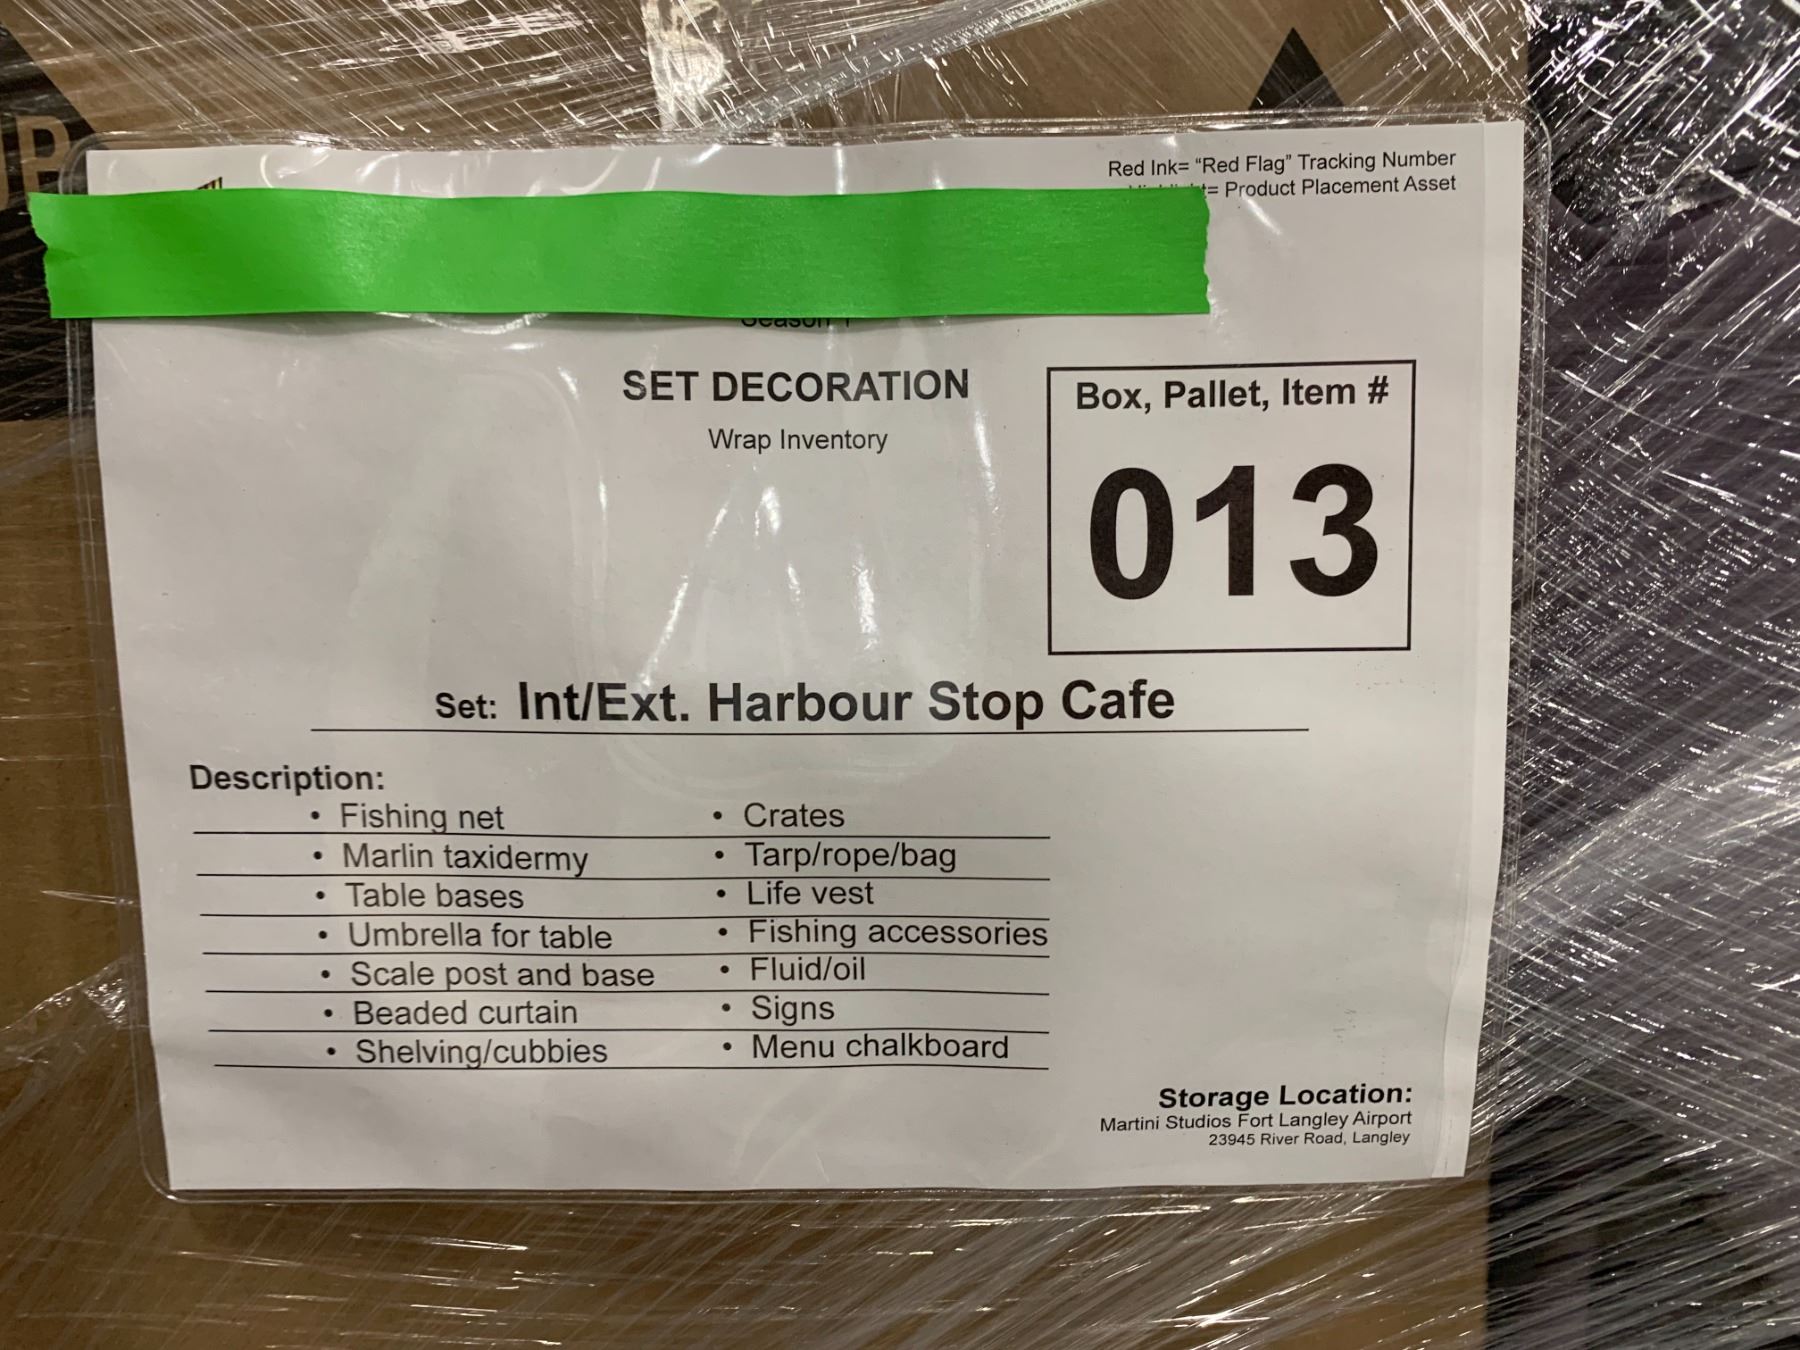 UP
Red Ink= “Red Flag” Tracking Number
= Product Placement Asset
Season 1
SET DECORATION
Wrap Inventory
Box, Pallet, Item #
013
Set: Int/Ext. Harbour Stop Cafe
Description:
• Fishing net
• Marlin taxidermy
• Table bases
• Umbrella for table
• Scale post and base
• Beaded curtain
• Shelving/cubbies
• Crates
• Tarp/rope/bag
• Life vest
• Fishing accessories
• Fluid/oil
• Signs
• Menu chalkboard
Storage Location:
Martini Studios Fort Langley Airport
23945 River Road, Langley